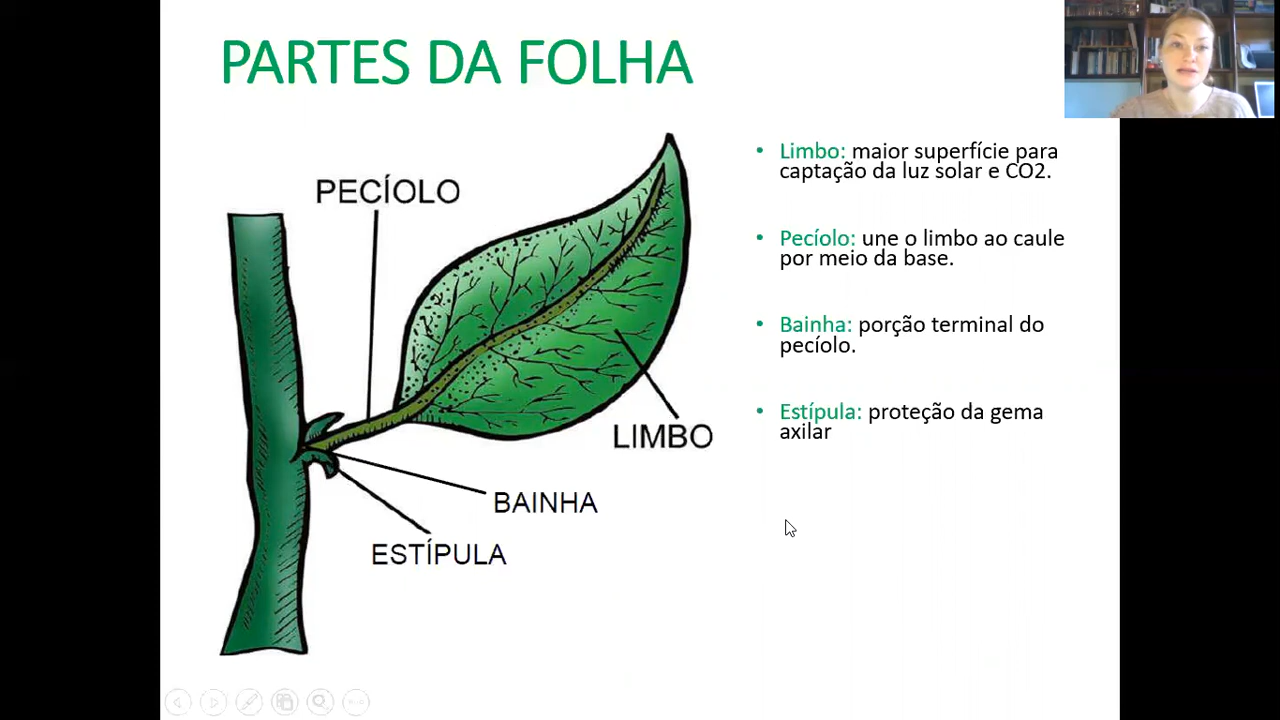 PARTES DA FOLHA
PECÍOLO
LIMBO
BAINHA
ESTÍPULA
• Limbo: maior superfície para
captação da luz solar e CO2.
• Pecíolo: une o limbo ao caule
por meio da base.
• Bainha: porção terminal do
pecíolo.
• Estípula: proteção da gema
axilar